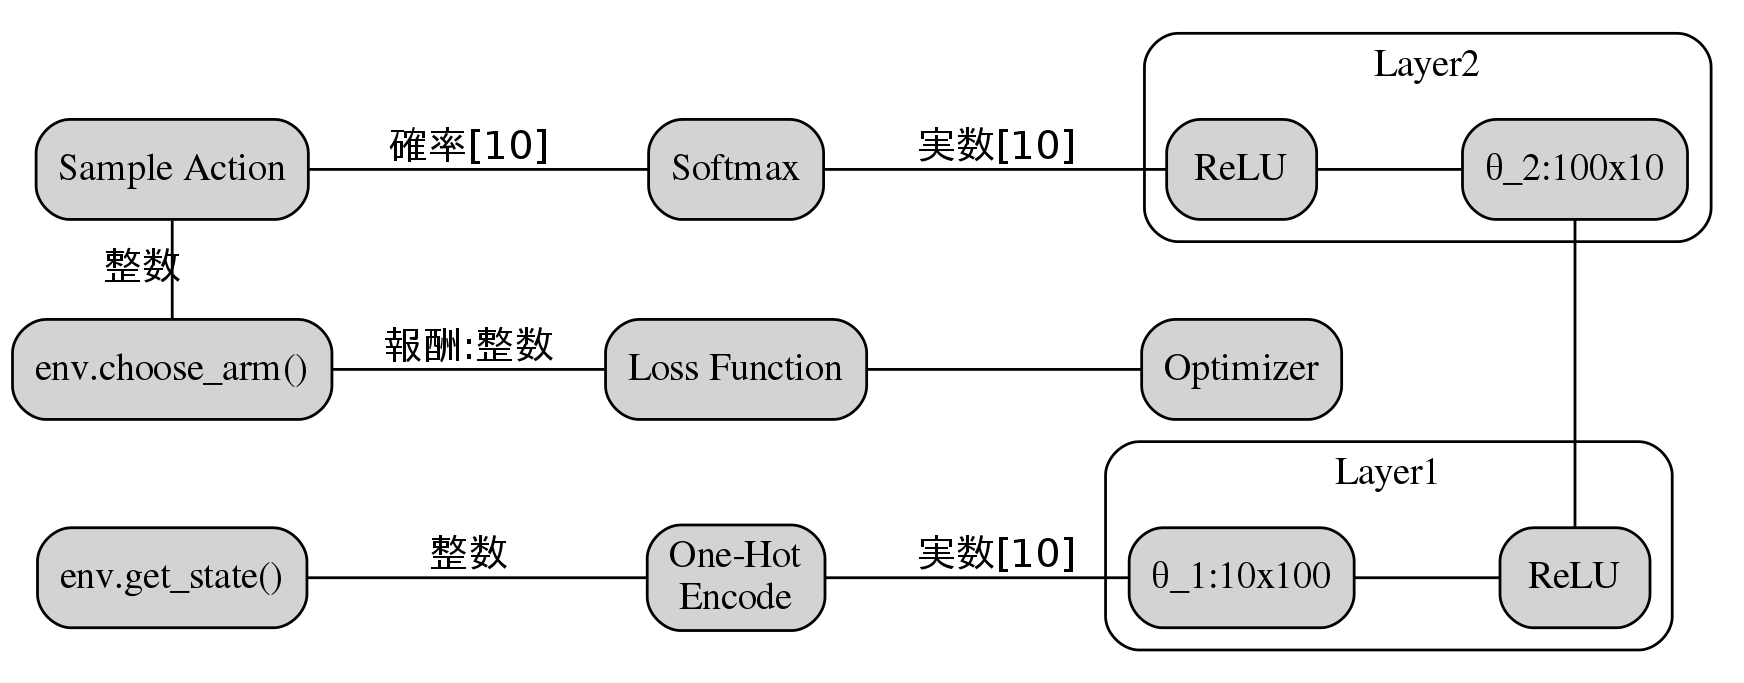 Layer2
Sample Action
確率[10]
Softmax
実数[10]
ReLU
θ_2:100x10
整数
env.choose_arm()
報酬:整数
Loss Function
Optimizer
Layer1
env.get_state()
整数
One-Hot
Encode
実数[10]
θ_1:10x100
ReLU